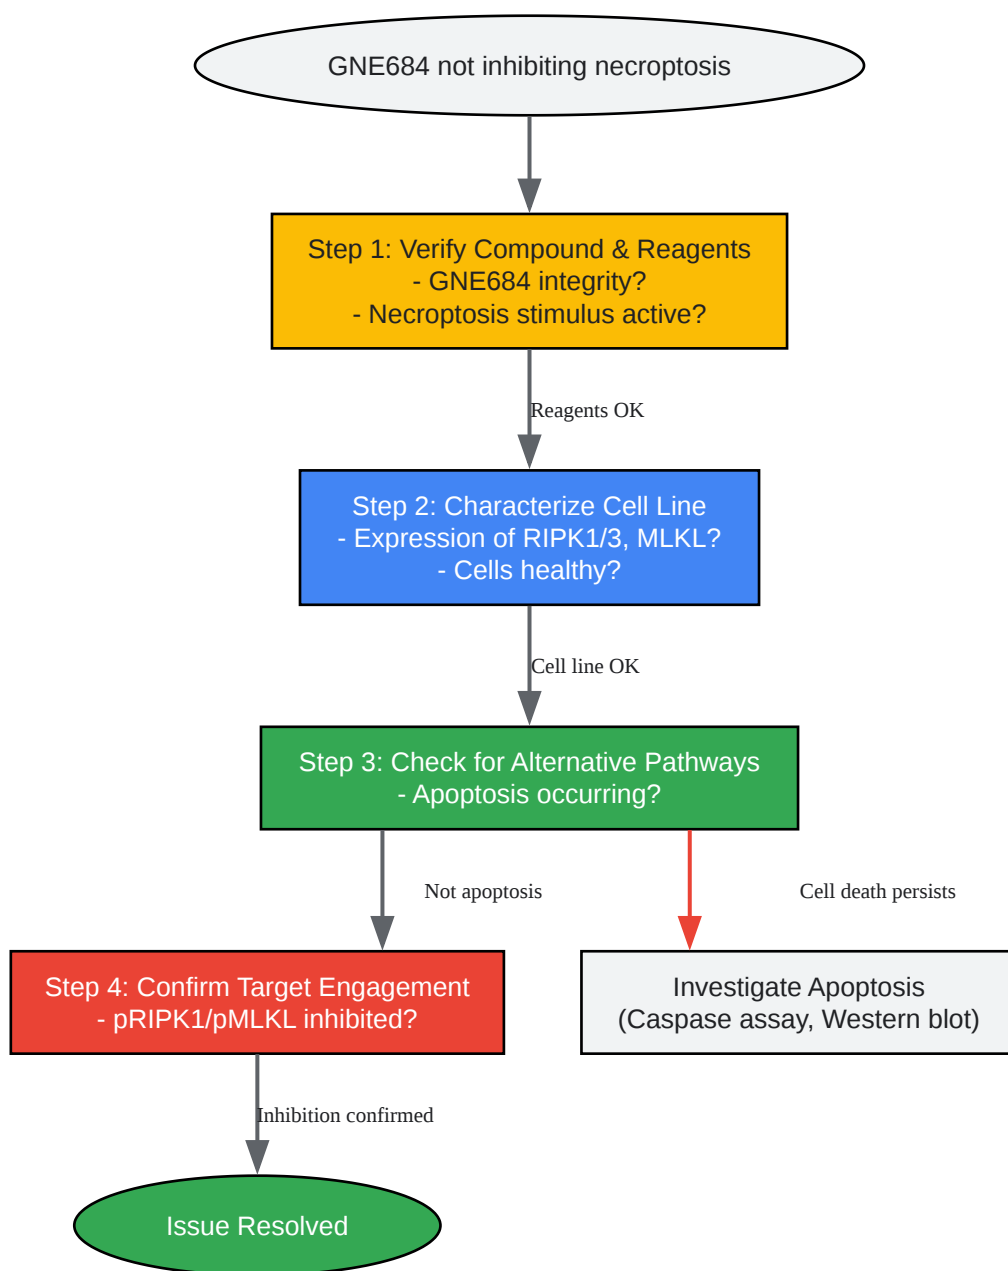 GNE684 not inhibiting necroptosis
Step 1: Verify Compound & Reagents
- GNE684 integrity?
- Necroptosis stimulus active?
Reagents OK
Step 2: Characterize Cell Line
- Expression of RIPK1/3, MLKL?
- Cells healthy?
Cell line OK
Step 3: Check for Alternative Pathways
- Apoptosis occurring?
Not apoptosis
Cell death persists
Step 4: Confirm Target Engagement
- pRIPK1/pMLKL inhibited?
Investigate Apoptosis
(Caspase assay, Western blot)
Inhibition confirmed
Issue Resolved